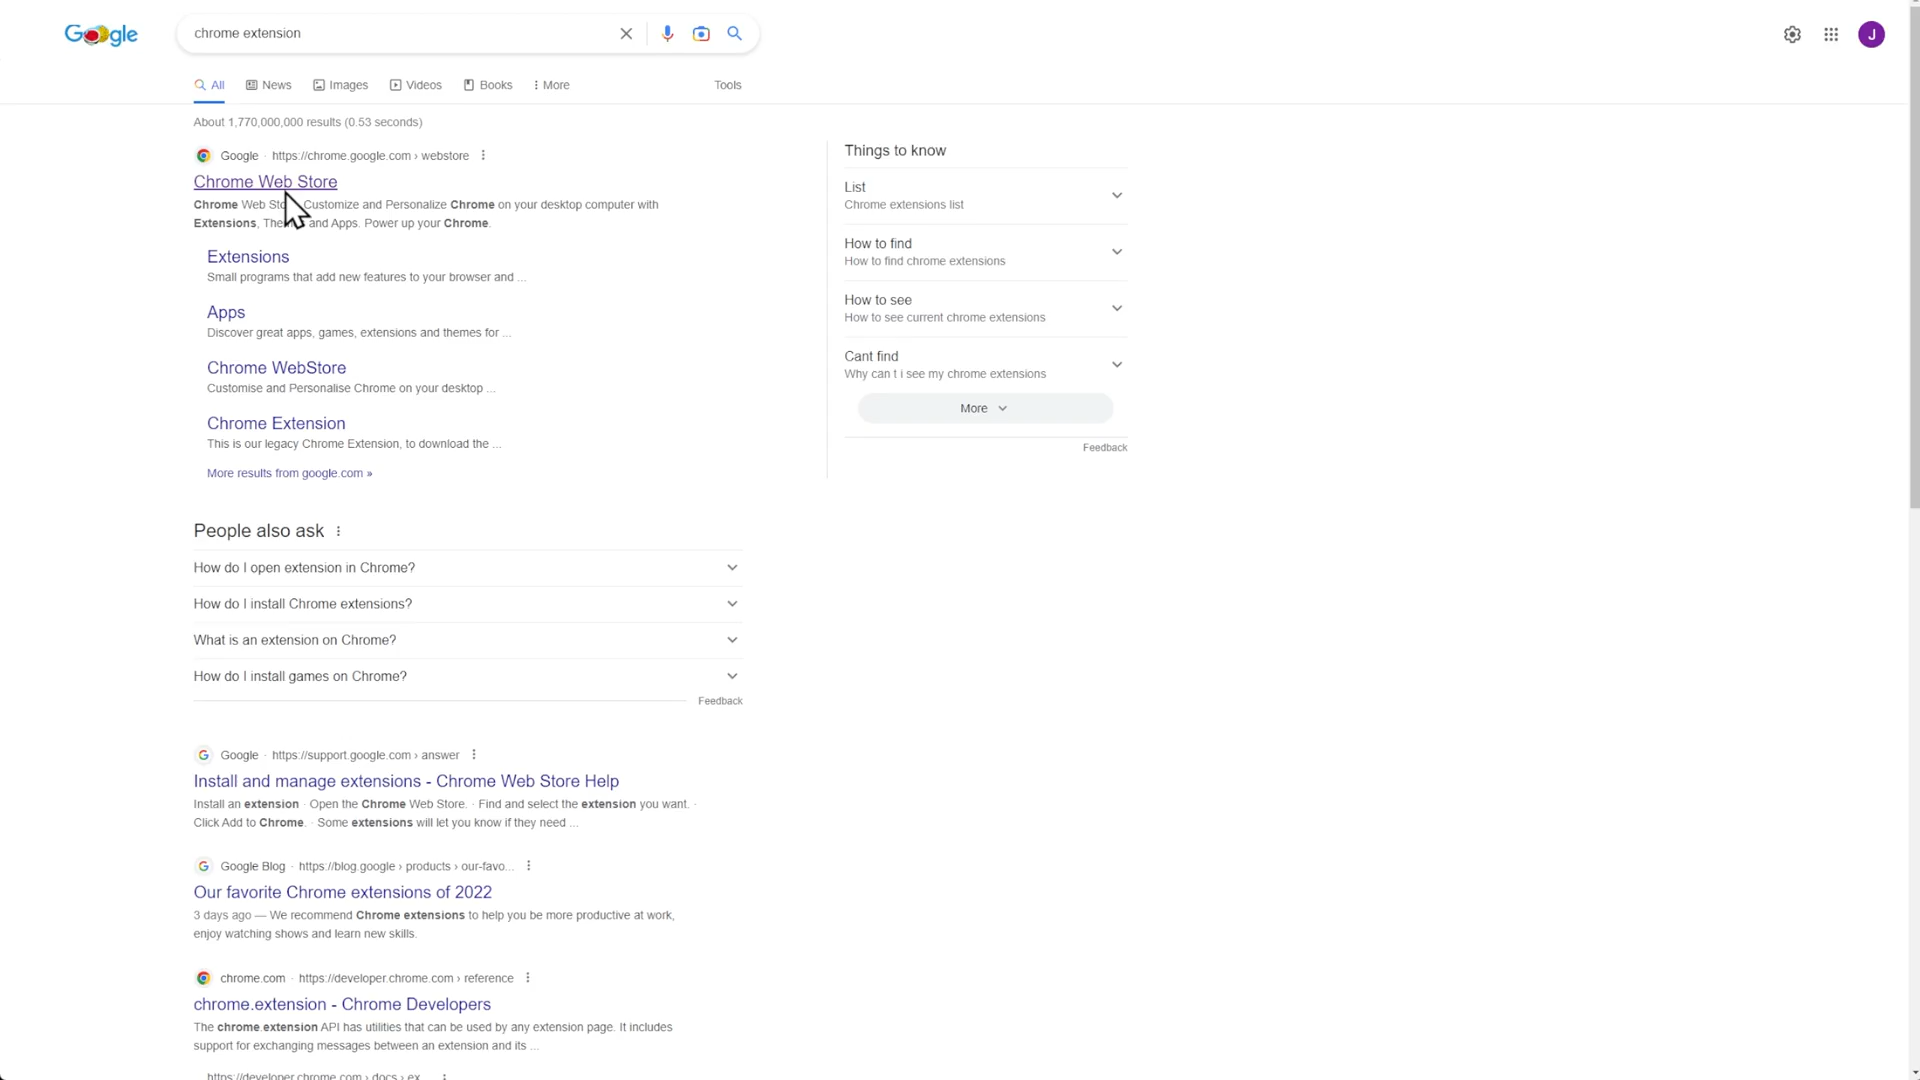 Google
chrome extension
J
All News Images Videos Books More Tools
About 1,770,000,000 results (0.53 seconds)
Google · https://chrome.google.com › webstore
Chrome Web Store
Chrome Web Customize and Personalize Chrome on your desktop computer with
Extensions, and Apps. Power up your Chrome.
Extensions
Small programs that add new features to your browser and ...
Apps
Discover great apps, games, extensions and themes for ...
Chrome WebStore
Customise and Personalise Chrome on your desktop ...
Chrome Extension
This is our legacy Chrome Extension, to download the ...
More results from google.com »
Things to know
List
Chrome extensions list
How to find
How to find chrome extensions
How to see
How to see current chrome extensions
Cant find
Why can t i see my chrome extensions
More
Feedback
People also ask
How do I open extension in Chrome?
How do I install Chrome extensions?
What is an extension on Chrome?
How do I install games on Chrome?
Feedback
Google · https://support.google.com › answer
Install and manage extensions - Chrome Web Store Help
Install an extension · Open the Chrome Web Store. · Find and select the extension you want. ·
Click Add to Chrome. · Some extensions will let you know if they need ...
Google Blog · https://blog.google › products › our-favo...
Our favorite Chrome extensions of 2022
3 days ago — We recommend Chrome extensions to help you be more productive at work,
enjoy watching shows and learn new skills.
chrome.com · https://developer.chrome.com › reference
chrome.extension - Chrome Developers
The chrome.extension API has utilities that can be used by any extension page. It includes
support for exchanging messages between an extension and its ...
https://developer.chrome.com › docs › ex...